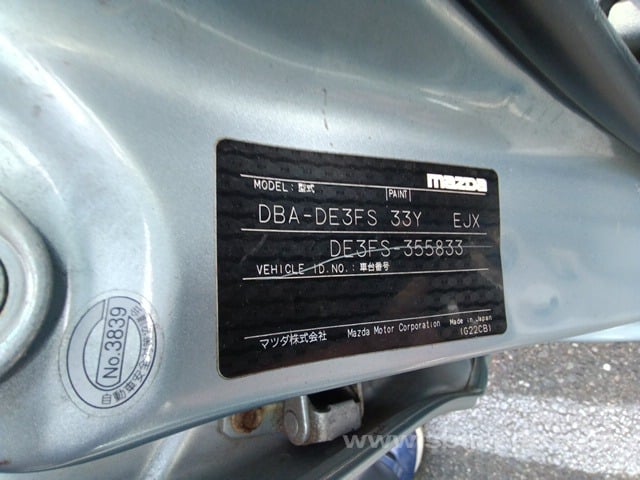 mazda
MODEL: 型式 PAINT
DBA-DE3FS 33Y EJX
DE3FS-355833
VEHICLE ID.NO.: 車台番号
マツダ株式会社 Mazda Motor Corporation Made in Japan
(G22CB)
No.3839